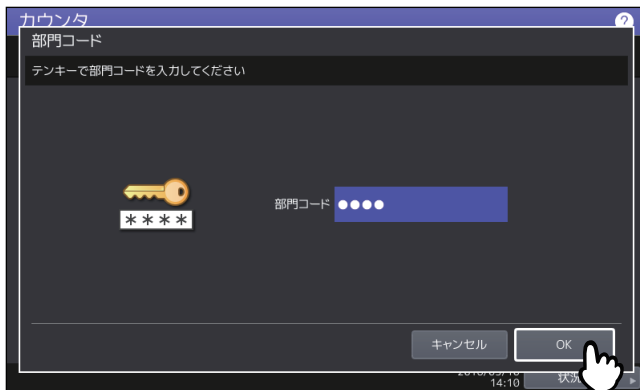 カウンタ
?
部門コード
テンキーで部門コードを入力してください
* * * *
部門コード ●●●●
キャンセル
OK
14:10
状況